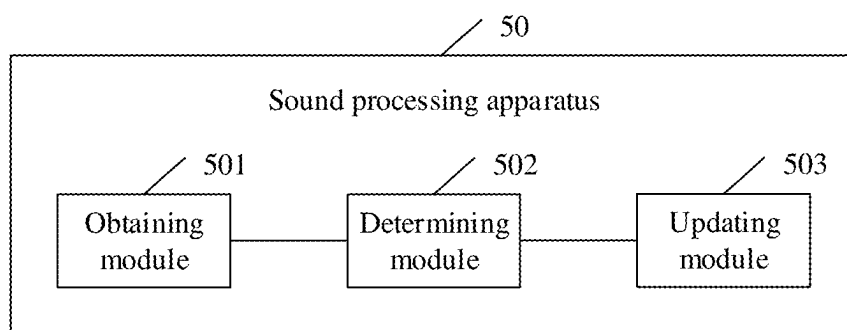 50
Sound processing apparatus
501 502 503
Obtaining module Determining module Updating module